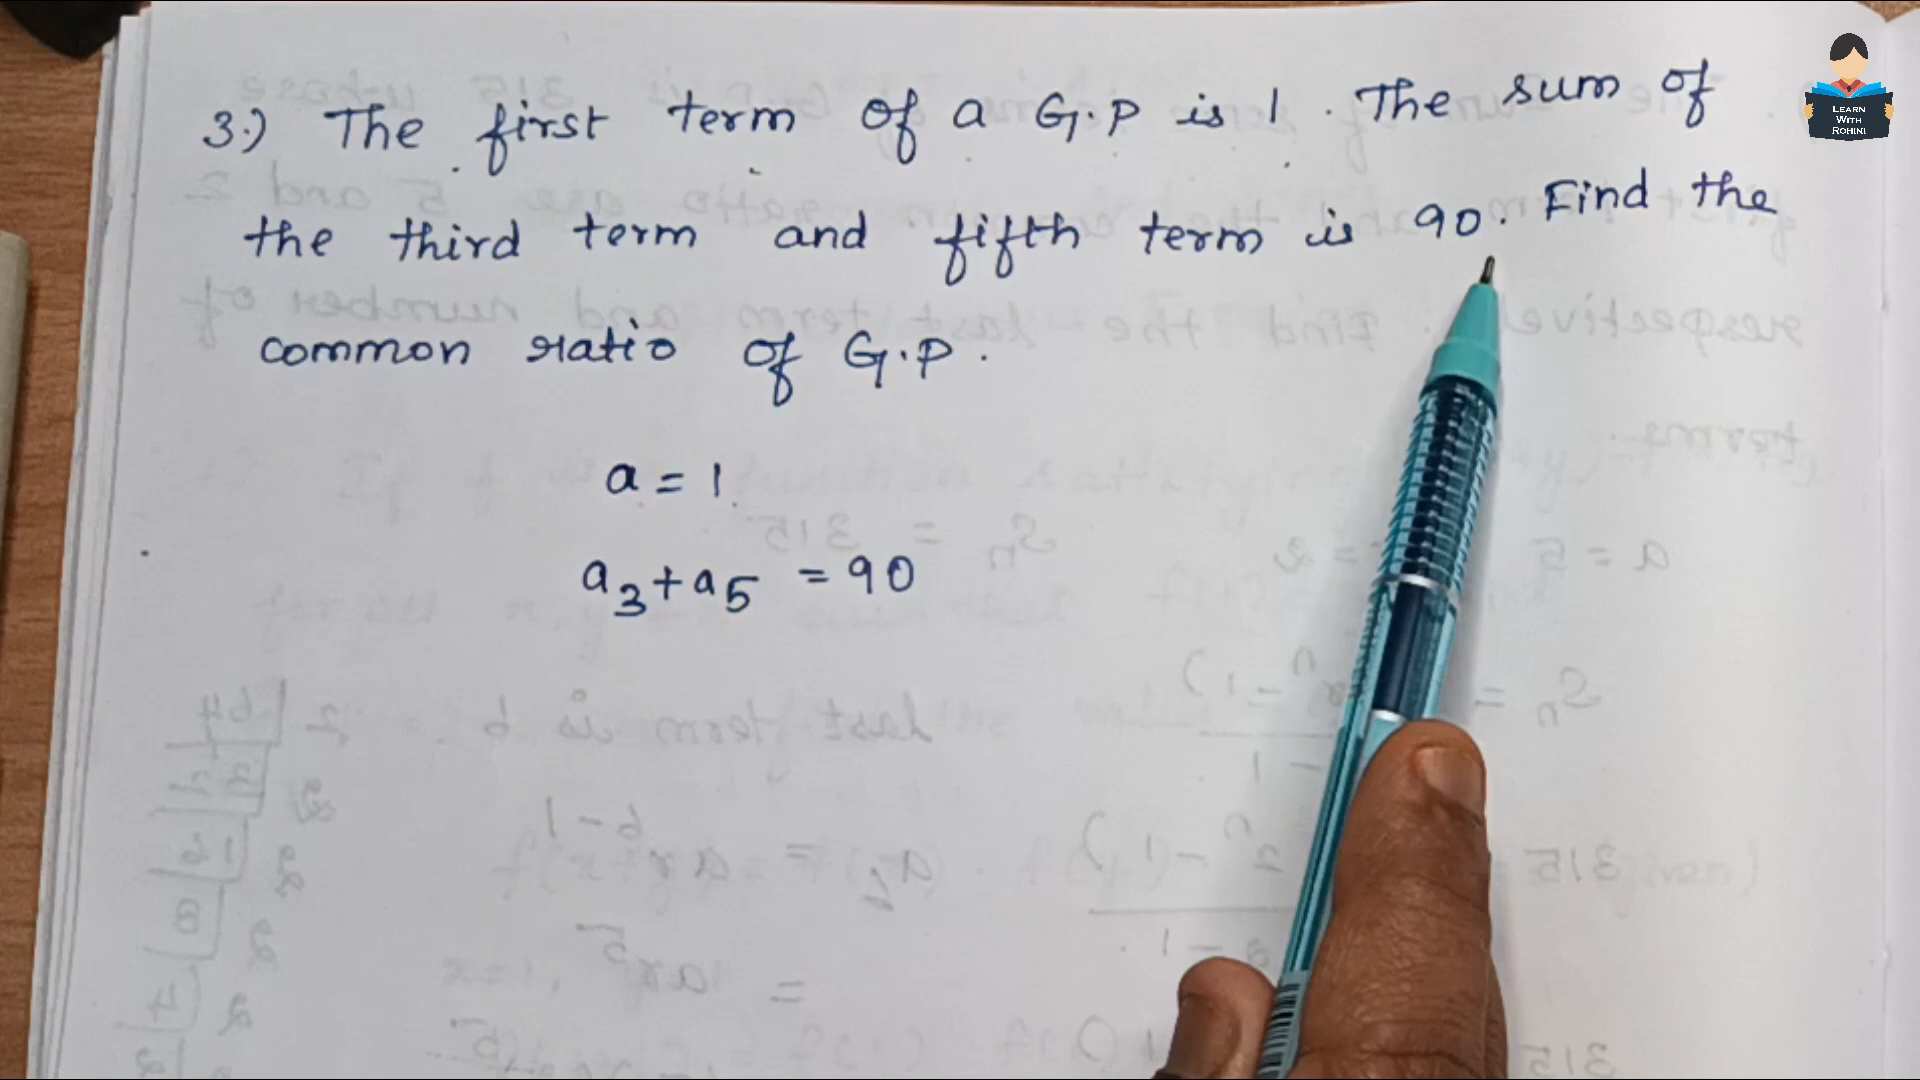 3.) The first term of a G.P is 1. The sum of
the third term and fifth term is 90. Find the
common ratio of G.P.
a = 1
a₃ + a₅ = 90
LEARN
WITH
ROHINI